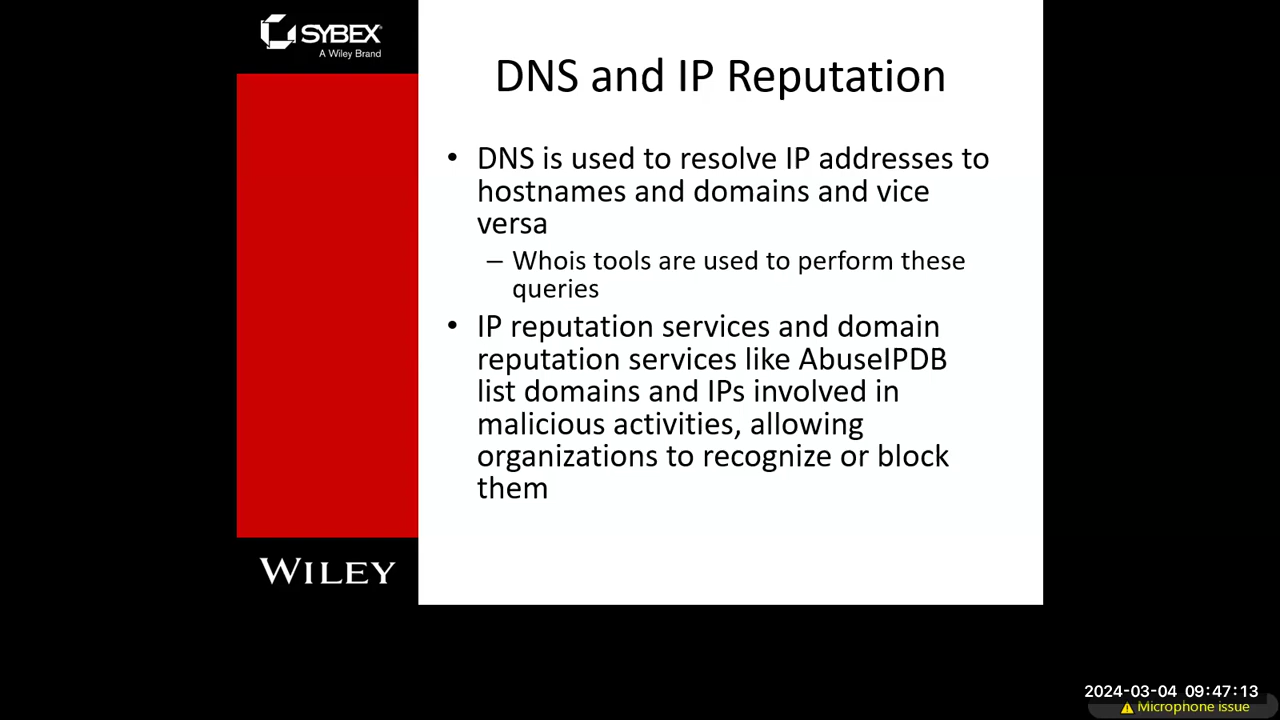 SYBEX
A Wiley Brand
DNS and IP Reputation
• DNS is used to resolve IP addresses to
hostnames and domains and vice
versa
– Whois tools are used to perform these
queries
• IP reputation services and domain
reputation services like AbuseIPDB
list domains and IPs involved in
malicious activities, allowing
organizations to recognize or block
them
WILEY
2024-03-04 09:47:13
Microphone issue